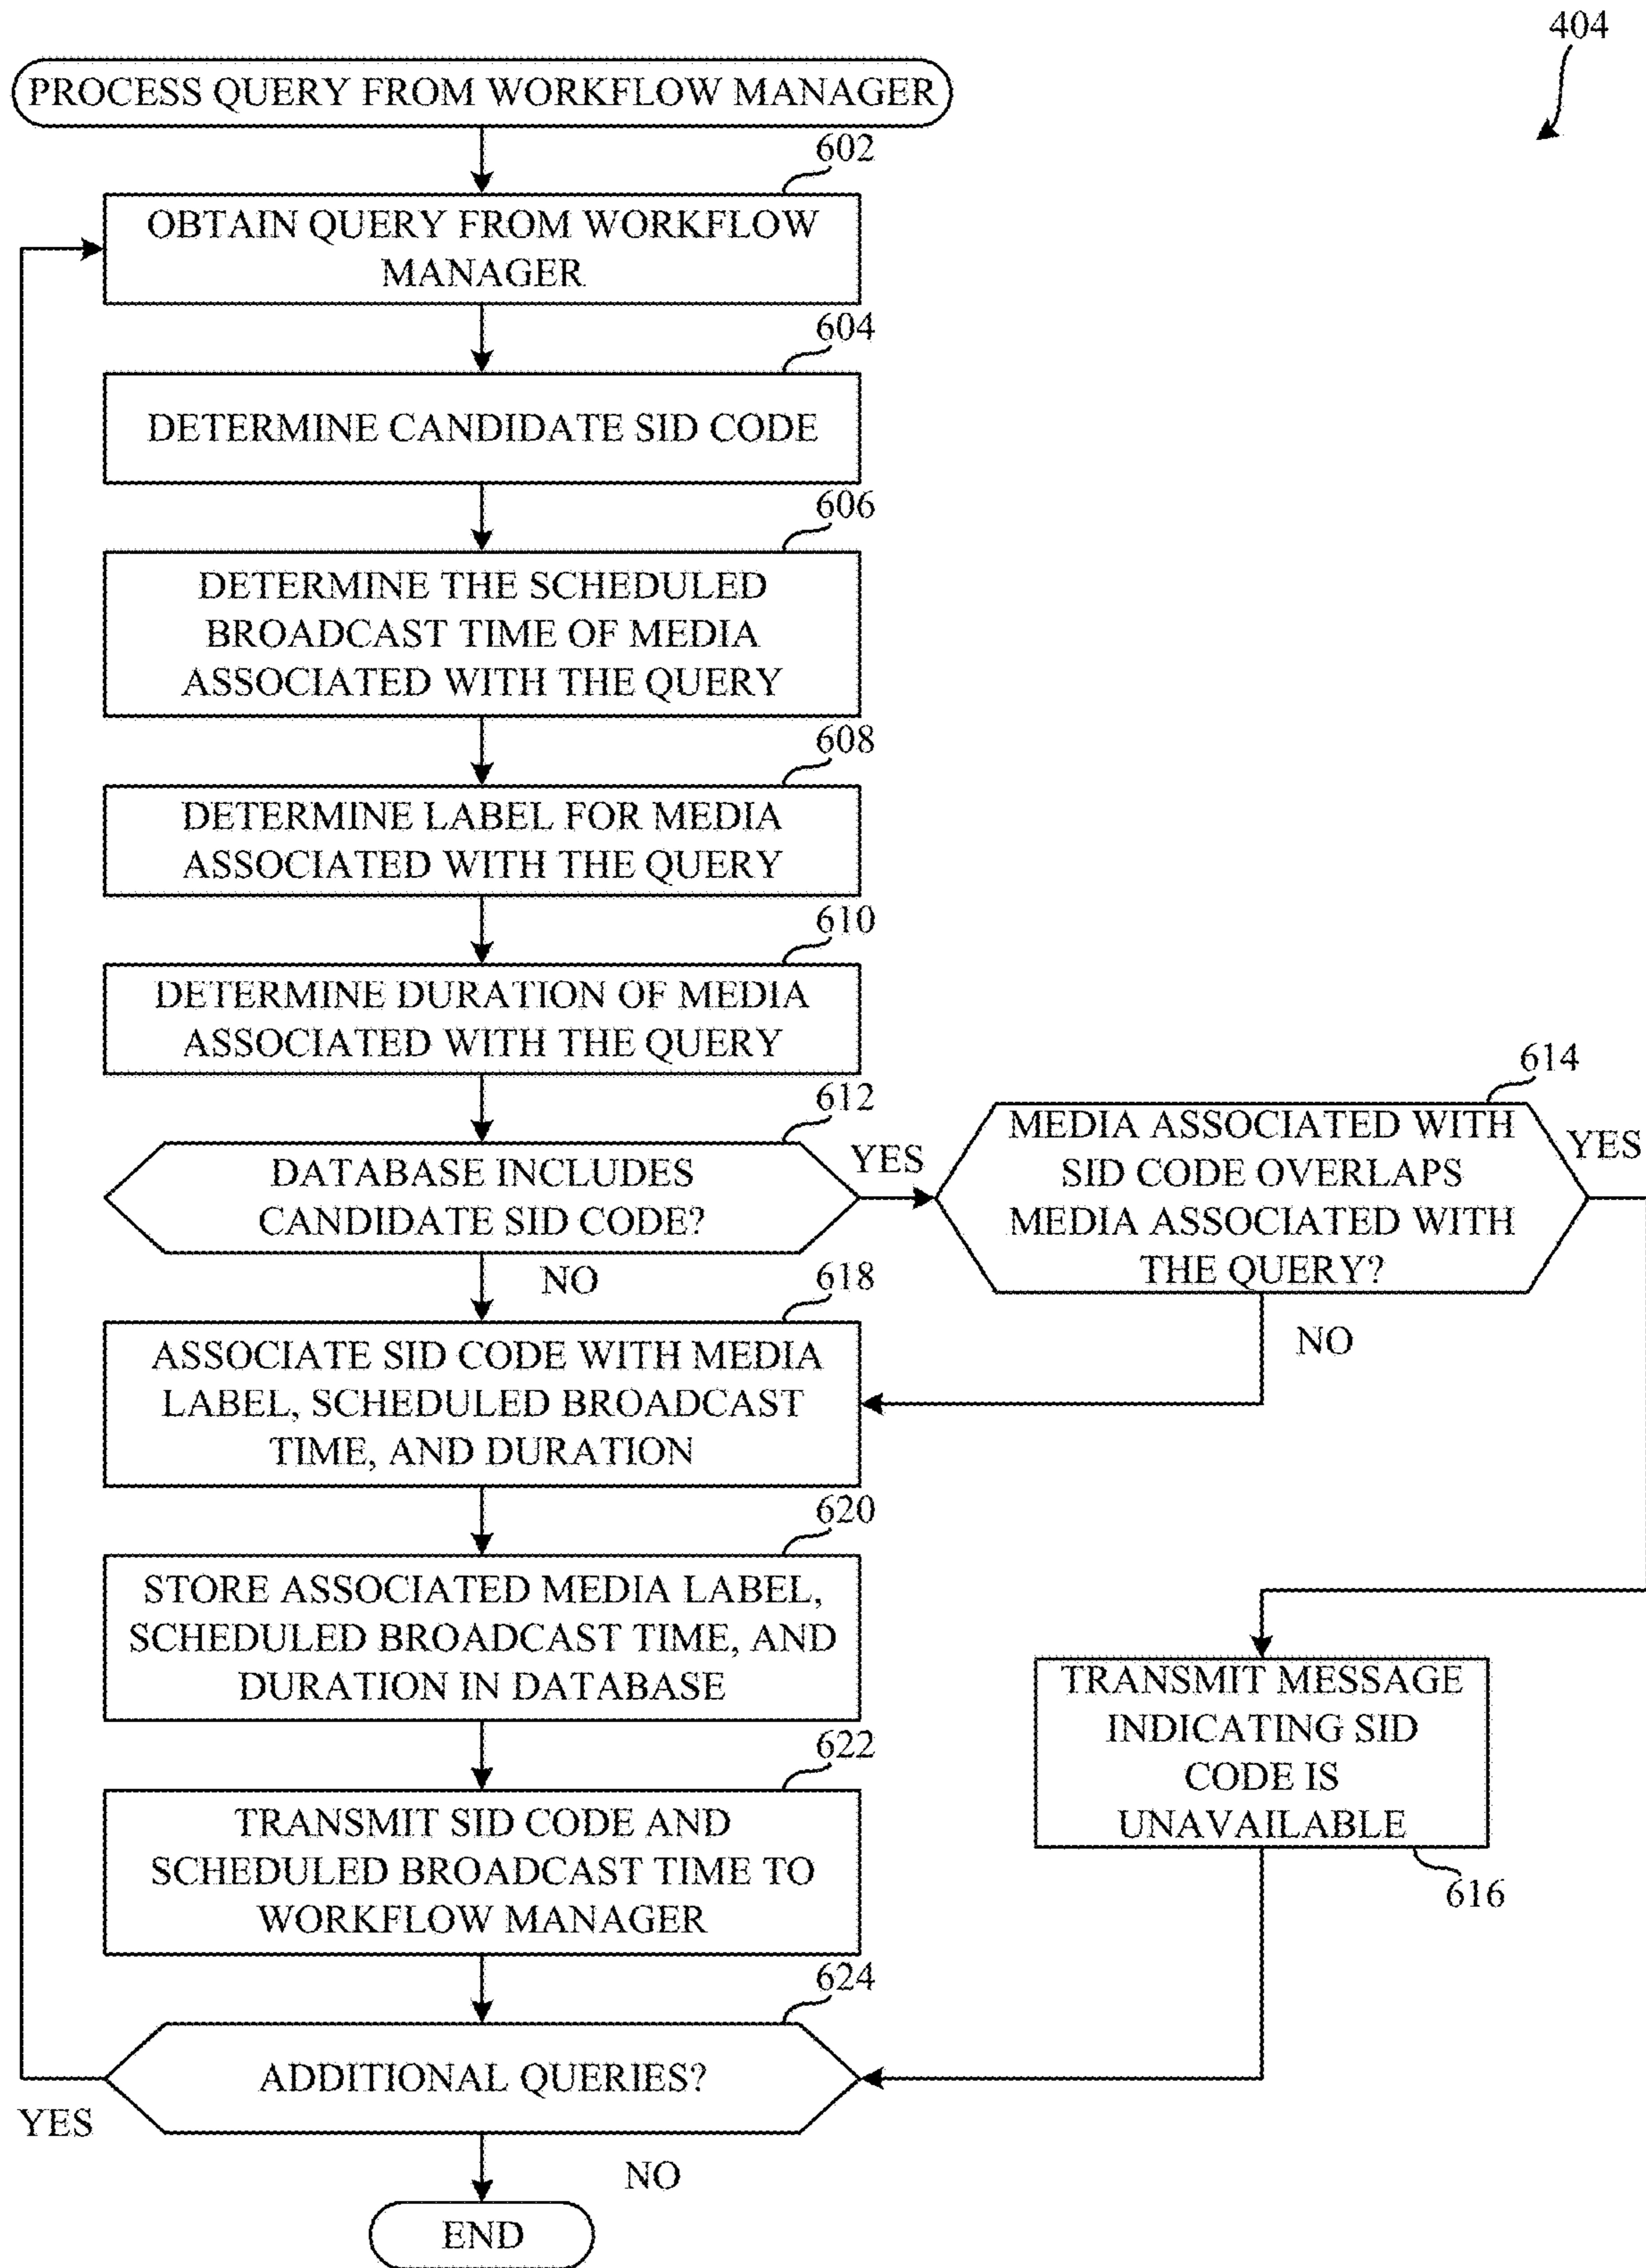 404
PROCESS QUERY FROM WORKFLOW MANAGER
602
OBTAIN QUERY FROM WORKFLOW
MANAGER
604
DETERMINE CANDIDATE SID CODE
606
DETERMINE THE SCHEDULED
BROADCAST TIME OF MEDIA
ASSOCIATED WITH THE QUERY
608
DETERMINE LABEL FOR MEDIA
ASSOCIATED WITH THE QUERY
610
DETERMINE DURATION OF MEDIA
ASSOCIATED WITH THE QUERY
612
DATABASE INCLUDES
CANDIDATE SID CODE?
YES
NO
614
MEDIA ASSOCIATED WITH
SID CODE OVERLAPS
MEDIA ASSOCIATED WITH
THE QUERY?
YES
NO
618
ASSOCIATE SID CODE WITH MEDIA
LABEL, SCHEDULED BROADCAST
TIME, AND DURATION
620
STORE ASSOCIATED MEDIA LABEL,
SCHEDULED BROADCAST TIME, AND
DURATION IN DATABASE
TRANSMIT MESSAGE
INDICATING SID
CODE IS
UNAVAILABLE
616
622
TRANSMIT SID CODE AND
SCHEDULED BROADCAST TIME TO
WORKFLOW MANAGER
624
ADDITIONAL QUERIES?
YES
NO
END